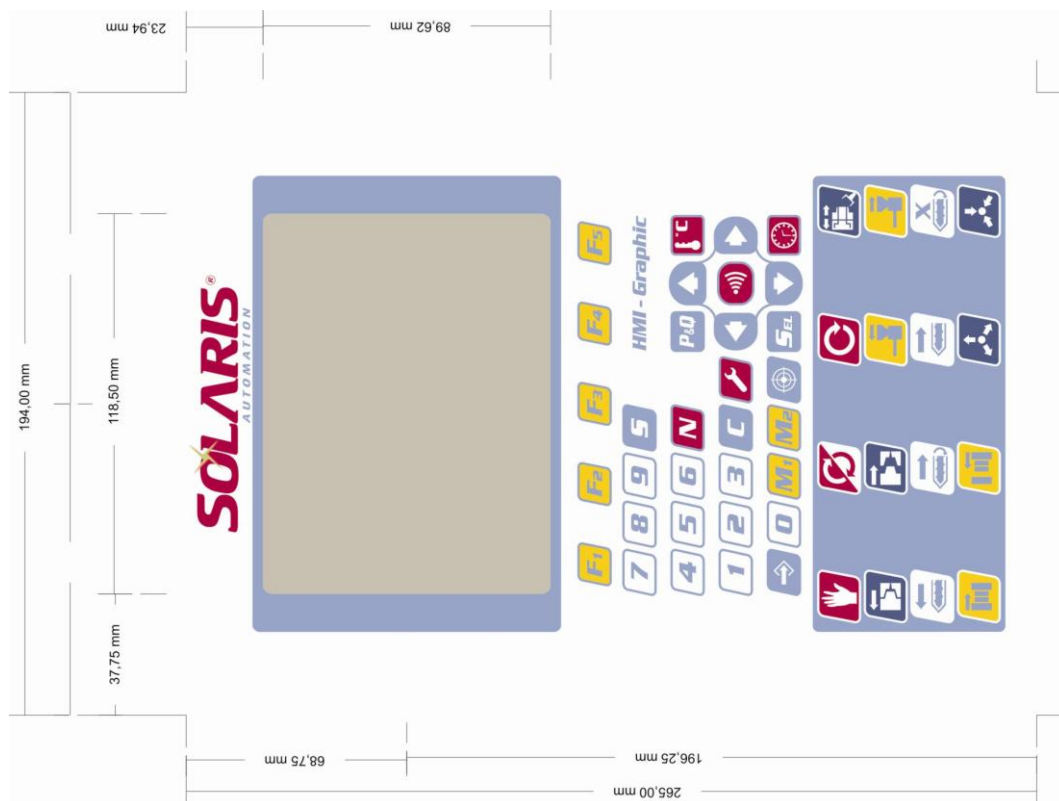 23,94 mm
89,62 mm
194,00 mm
118,50 mm
37,75 mm
68,75 mm
196,25 mm
265,00 mm
SOLARIS®
AUTOMATION
F1 F2 F3 F4 F5
HMI - Graphic
7 8 9 S
4 5 6 N P&Q °C
1 2 3 C
0 M1 M2 SEL
X